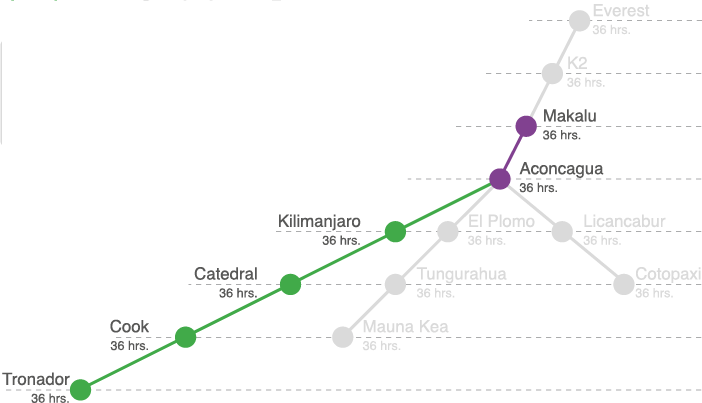 Everest
36 hrs.
K2
36 hrs.
Makalu
36 hrs.
Aconcagua
36 hrs.
Kilimanjaro
36 hrs.
El Plomo
36 hrs.
Licancabur
36 hrs.
Catedral
36 hrs.
Tungurahua
36 hrs.
Cotopaxi
36 hrs.
Cook
36 hrs.
Mauna Kea
36 hrs.
Tronador
36 hrs.